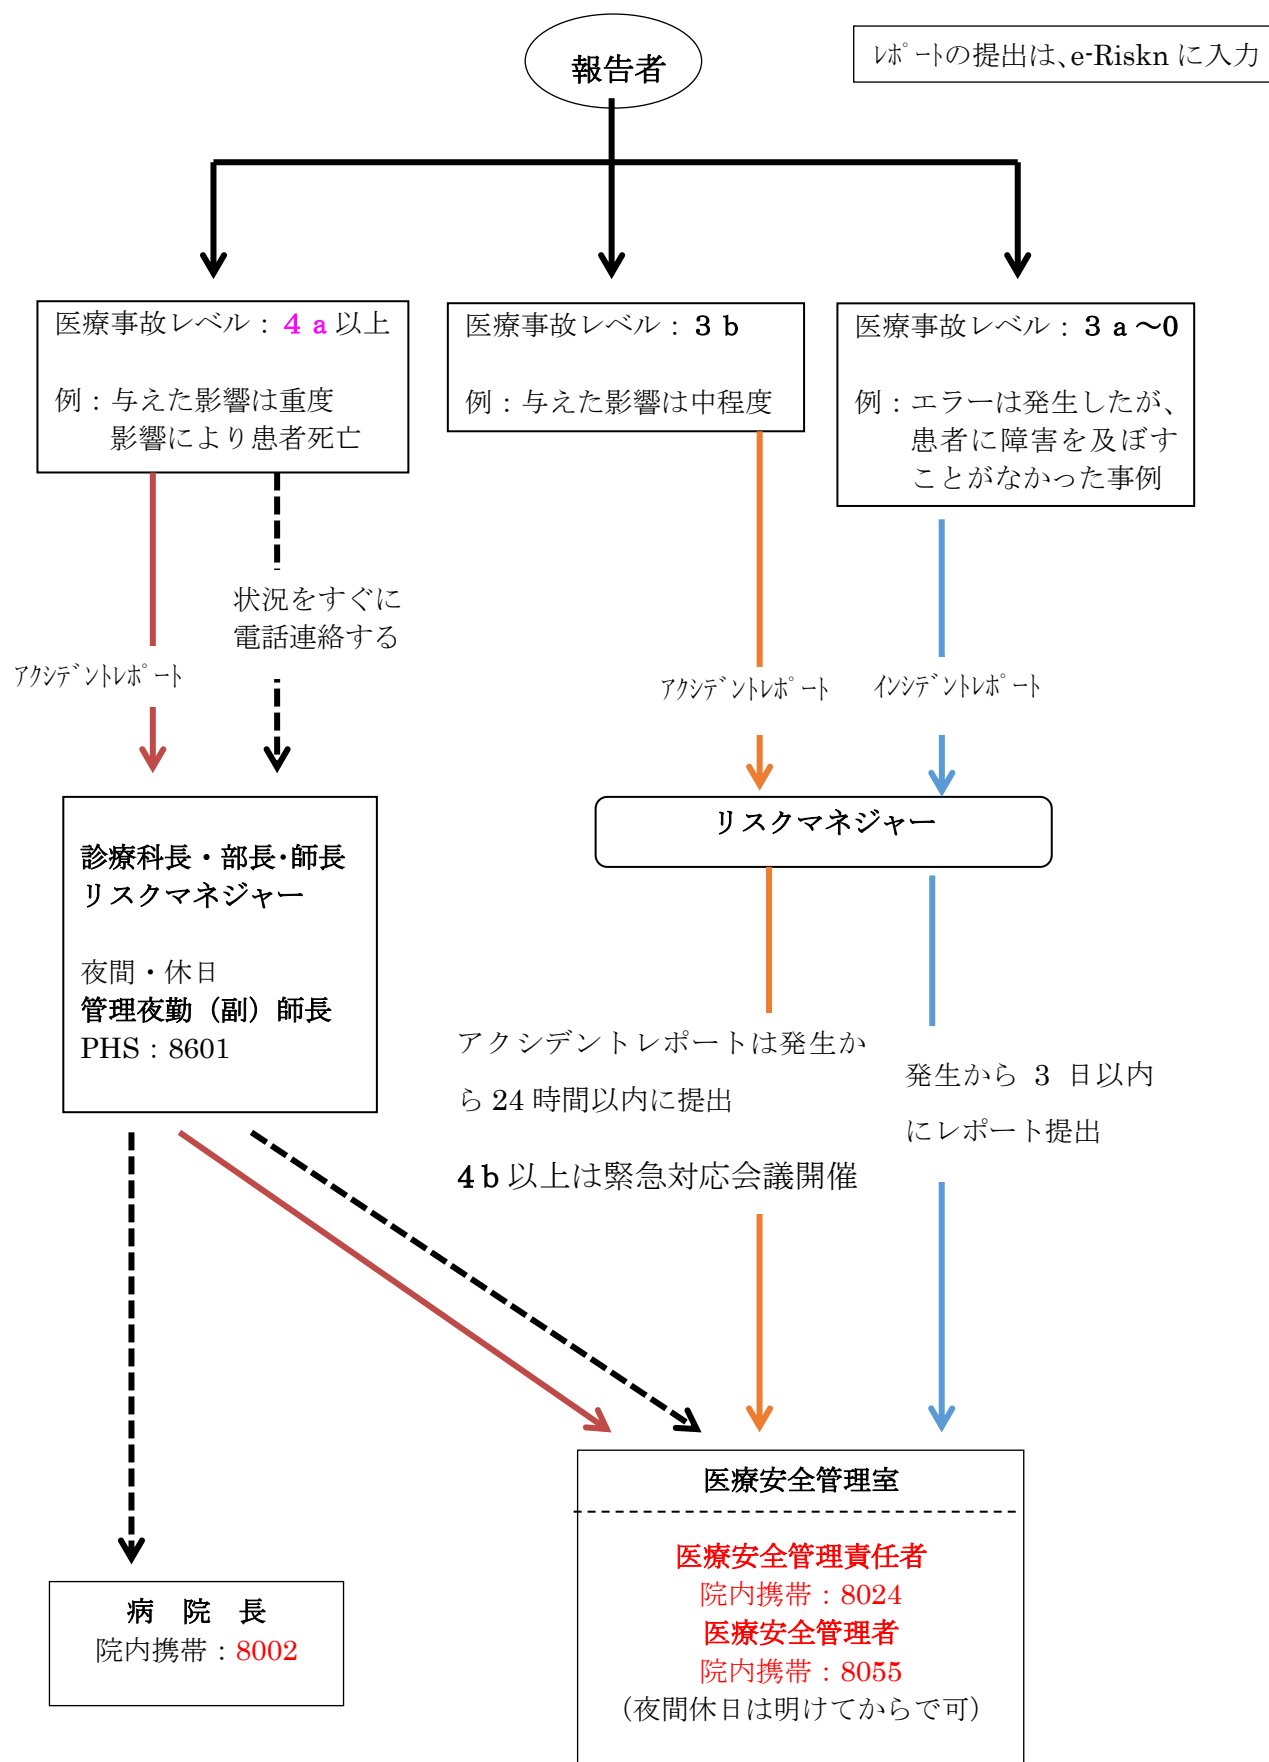 報告者
ﾚﾎﾟｰﾄの提出は、e-Risknに入力
医療事故レベル：４ａ以上
例：与えた影響は重度
影響により患者死亡
医療事故レベル：３ｂ
例：与えた影響は中程度
医療事故レベル：３ａ～0
例：エラーは発生したが、
患者に障害を及ぼす
ことがなかった事例
状況をすぐに
電話連絡する
ｱｸｼﾃﾞﾝﾄﾚﾎﾟｰﾄ
ｱｸｼﾃﾞﾝﾄﾚﾎﾟｰﾄ
ｲﾝｼﾃﾞﾝﾄﾚﾎﾟｰﾄ
診療科長・部長・師長
リスクマネジャー
夜間・休日
管理夜勤（副）師長
PHS：8601
リスクマネジャー
アクシデントレポートは発生か
ら 24 時間以内に提出
4ｂ以上は緊急対応会議開催
発生から 3 日以内
にレポート提出
医療安全管理室
医療安全管理責任者
院内携帯：8024
医療安全管理者
院内携帯：8055
（夜間休日は明けてからで可）
病　院　長
院内携帯：8002